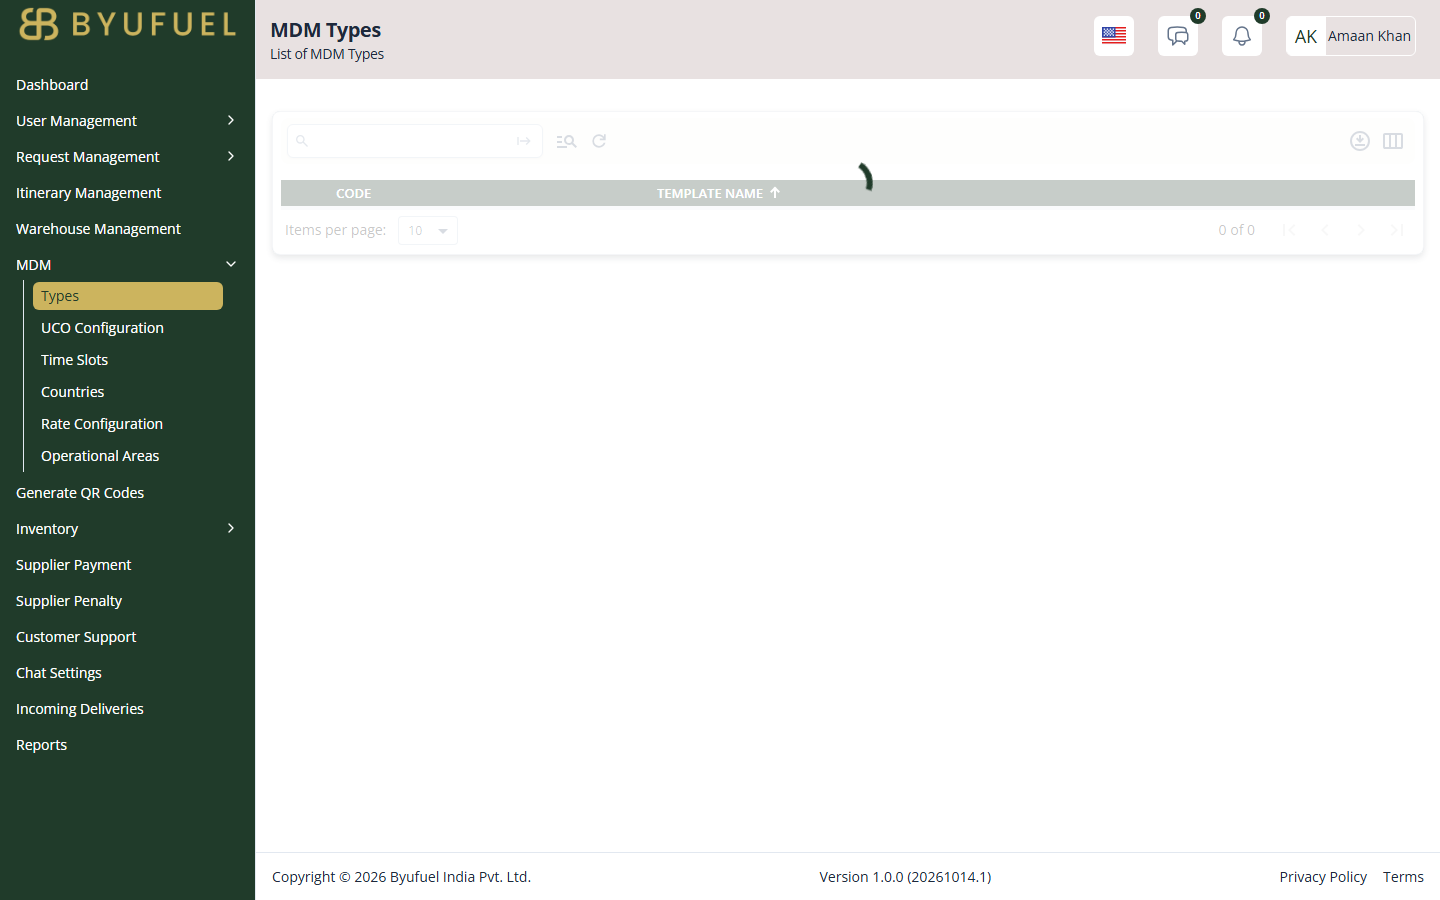 BYUFUEL
Dashboard
User Management
Request Management
Itinerary Management
Warehouse Management
MDM
Types
UCO Configuration
Time Slots
Countries
Rate Configuration
Operational Areas
Generate QR Codes
Inventory
Supplier Payment
Supplier Penalty
Customer Support
Chat Settings
Incoming Deliveries
Reports
MDM Types
List of MDM Types
0
0
AK Amaan Khan
CODE TEMPLATE NAME
Items per page: 10 0 of 0
Copyright © 2026 Byufuel India Pvt. Ltd. Version 1.0.0 (20261014.1) Privacy Policy Terms